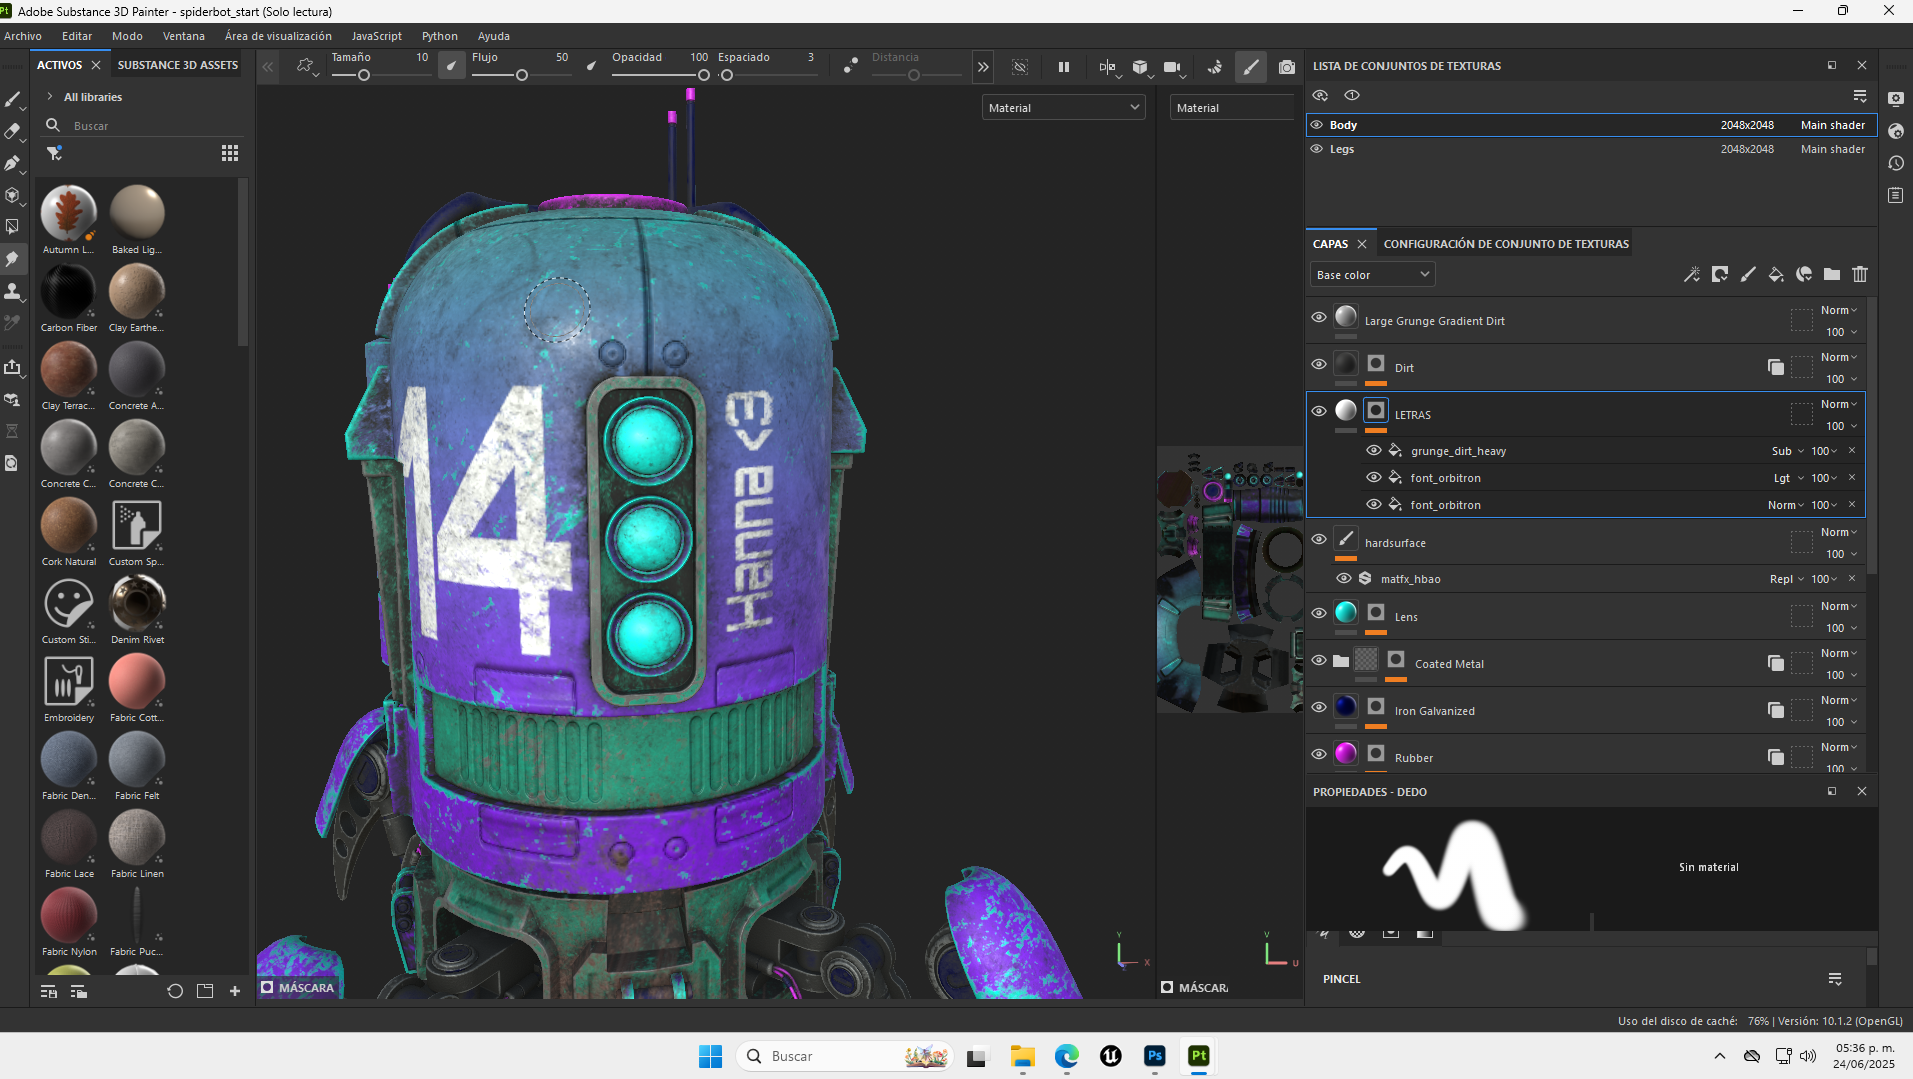 Adobe Substance 3D Painter - spiderbot_start (Solo lectura)
Archivo Editar Modo Ventana Área de visualización JavaScript Python Ayuda
ACTIVOS SUBSTANCE 3D ASSETS
All libraries
Buscar
Autumn L... Baked Lig...
Carbon Fiber Clay Earthe...
Clay Terrac... Concrete A...
Concrete C... Concrete C...
Cork Natural Custom Sp...
Custom Sti... Denim Rivet
Embroidery Fabric Cott...
Fabric Den... Fabric Felt
Fabric Lace Fabric Linen
Fabric Nylon Fabric Puc...
Tamaño 10 Flujo 50 Opacidad 100 Espaciado 3 Distancia
Material
Material
14
MÁSCARA
Y
X
V
U
MÁSCAR
LISTA DE CONJUNTOS DE TEXTURAS
Body 2048x2048 Main shader
Legs 2048x2048 Main shader
CAPAS CONFIGURACIÓN DE CONJUNTO DE TEXTURAS
Base color
Large Grunge Gradient Dirt Norm 100
Dirt Norm 100
LETRAS Norm 100
grunge_dirt_heavy Sub 100
font_orbitron Lgt 100
font_orbitron Norm 100
hardsurface Norm 100
matfx_hbao Repl 100
Lens Norm 100
Coated Metal Norm 100
Iron Galvanized Norm 100
Rubber Norm 100
PROPIEDADES - DEDO
Sin material
PINCEL
Uso del disco de caché: 76% | Versión: 10.1.2 (OpenGL)
Buscar
Ps
Pt
05:36 p. m.
24/06/2025